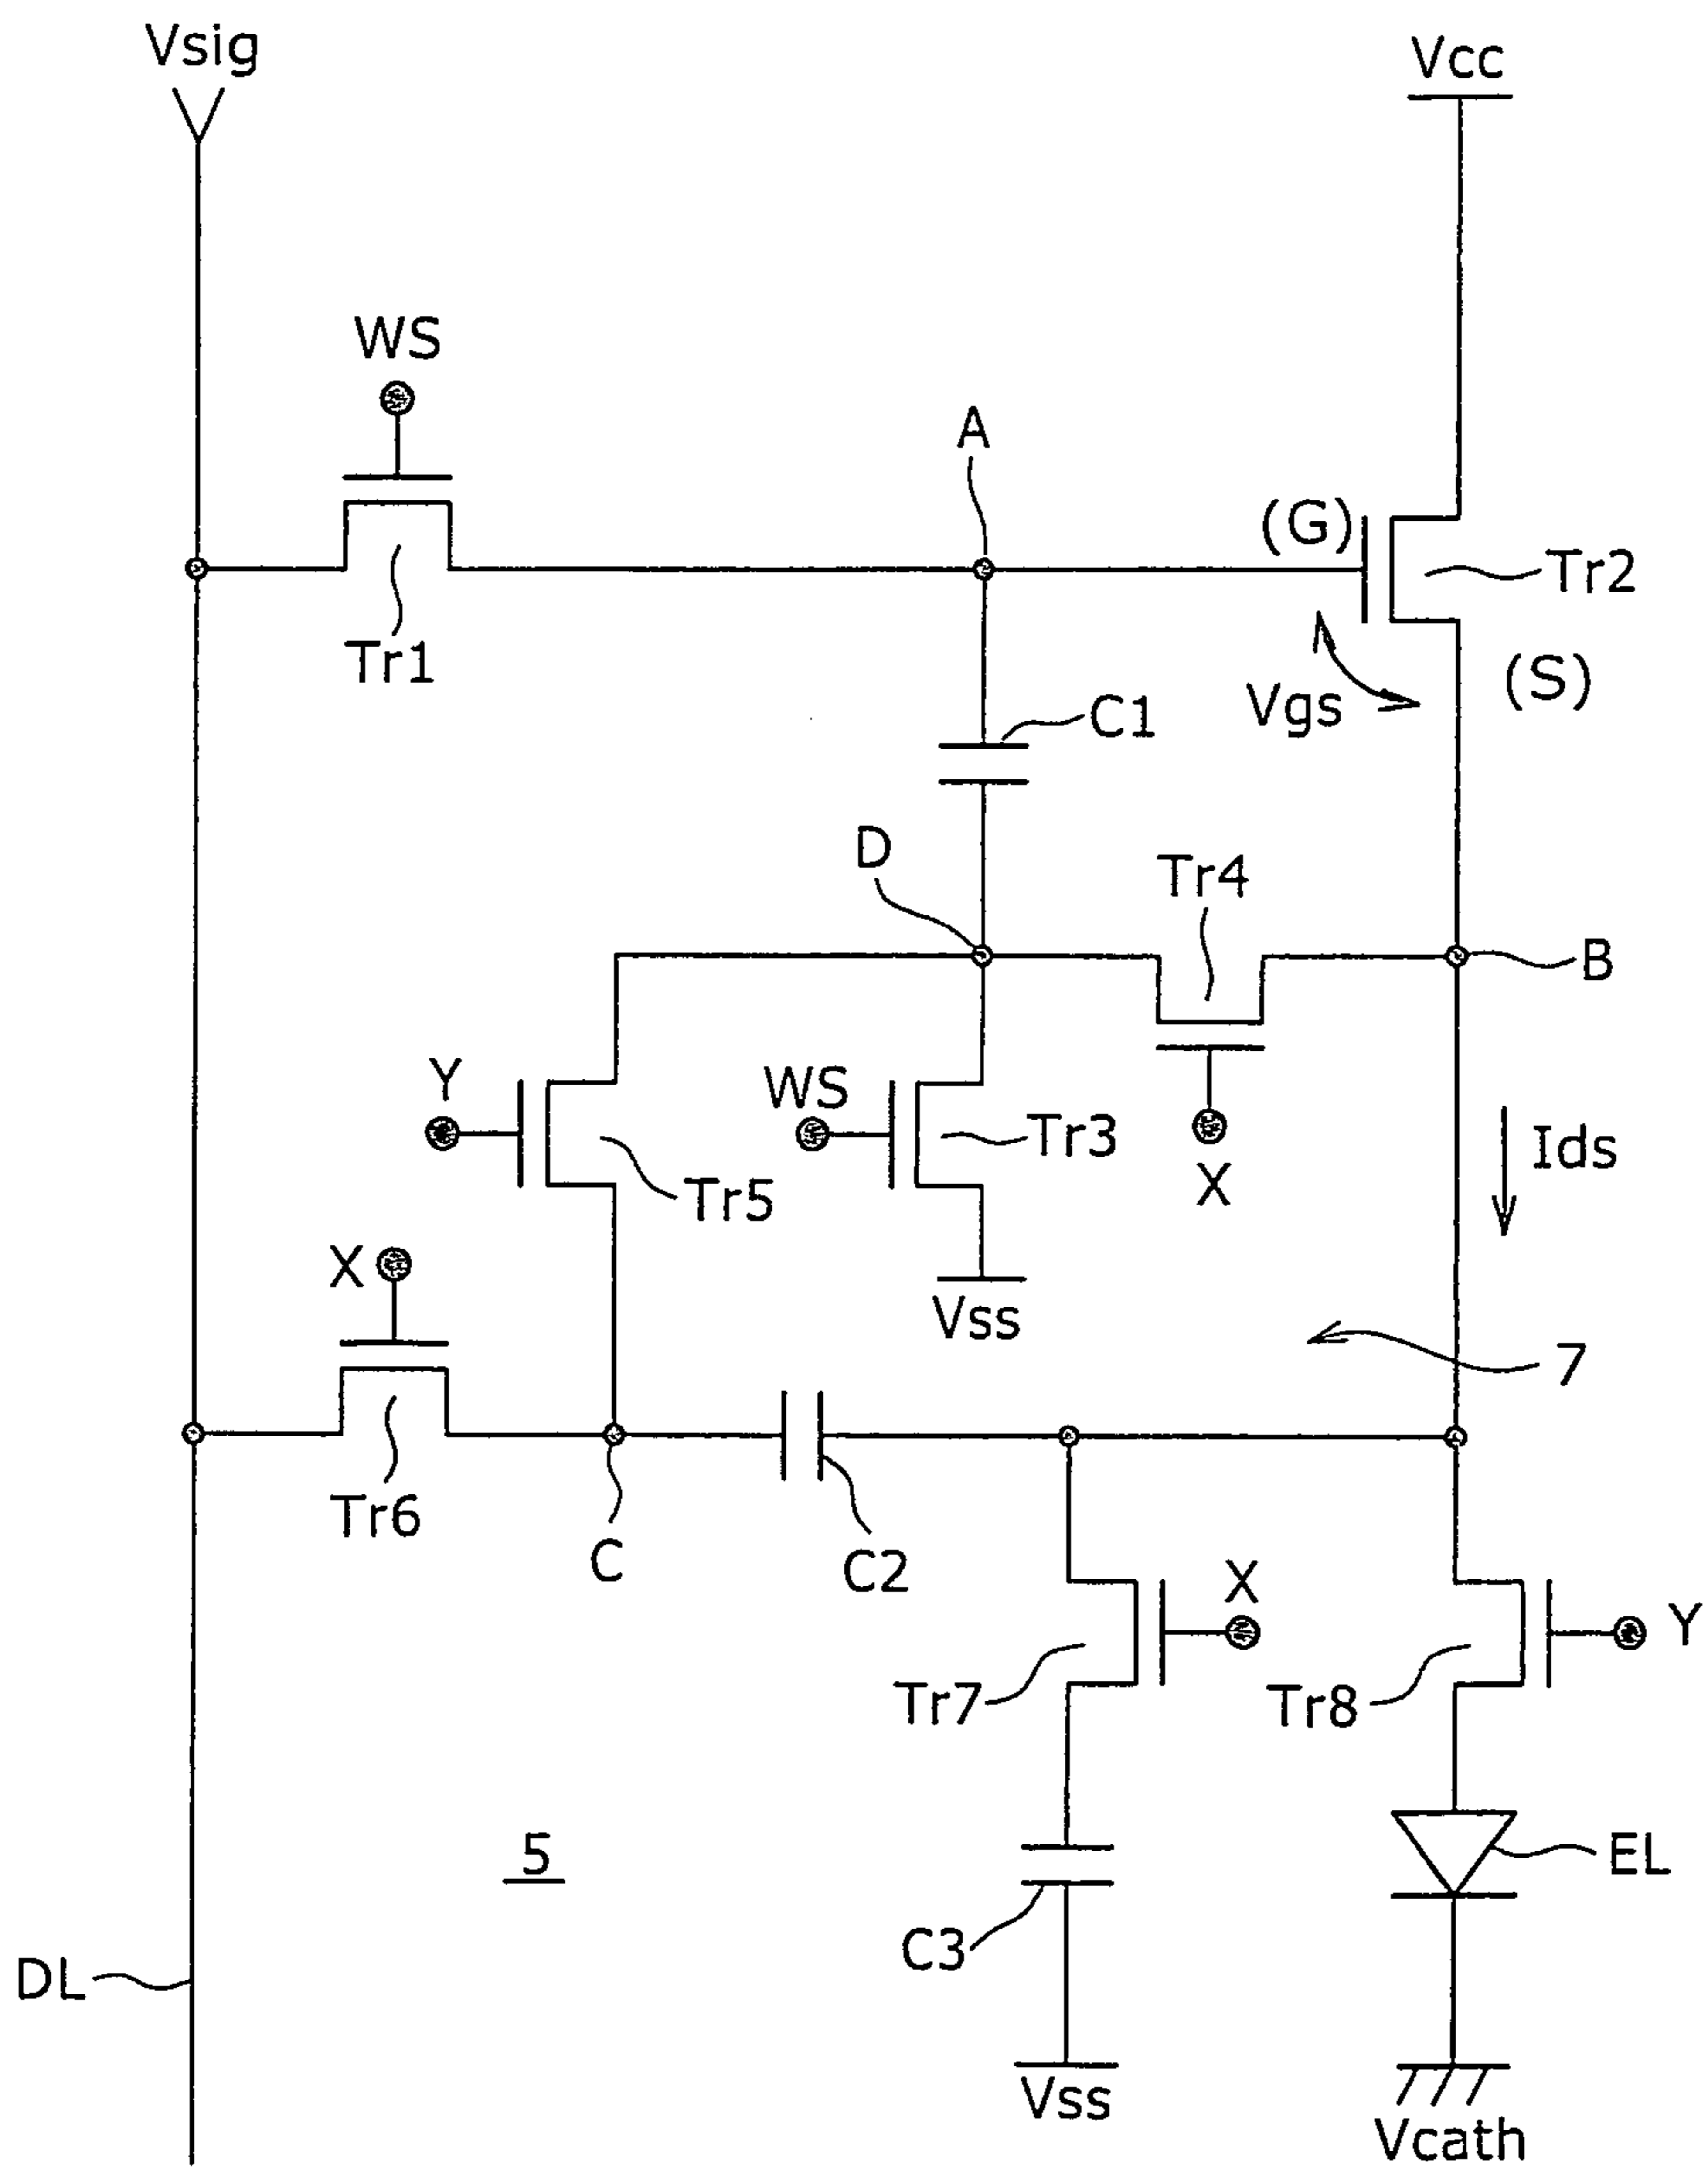 Vsig
Vcc
WS
A
(G)
Tr2
Tr1
(S)
Vgs
C1
D
Tr4
B
Y
WS
Tr3
Ids
X
Tr5
X
Vss
7
Tr6
C
C2
X
Y
Tr7
Tr8
5
EL
C3
DL
Vss
Vcath